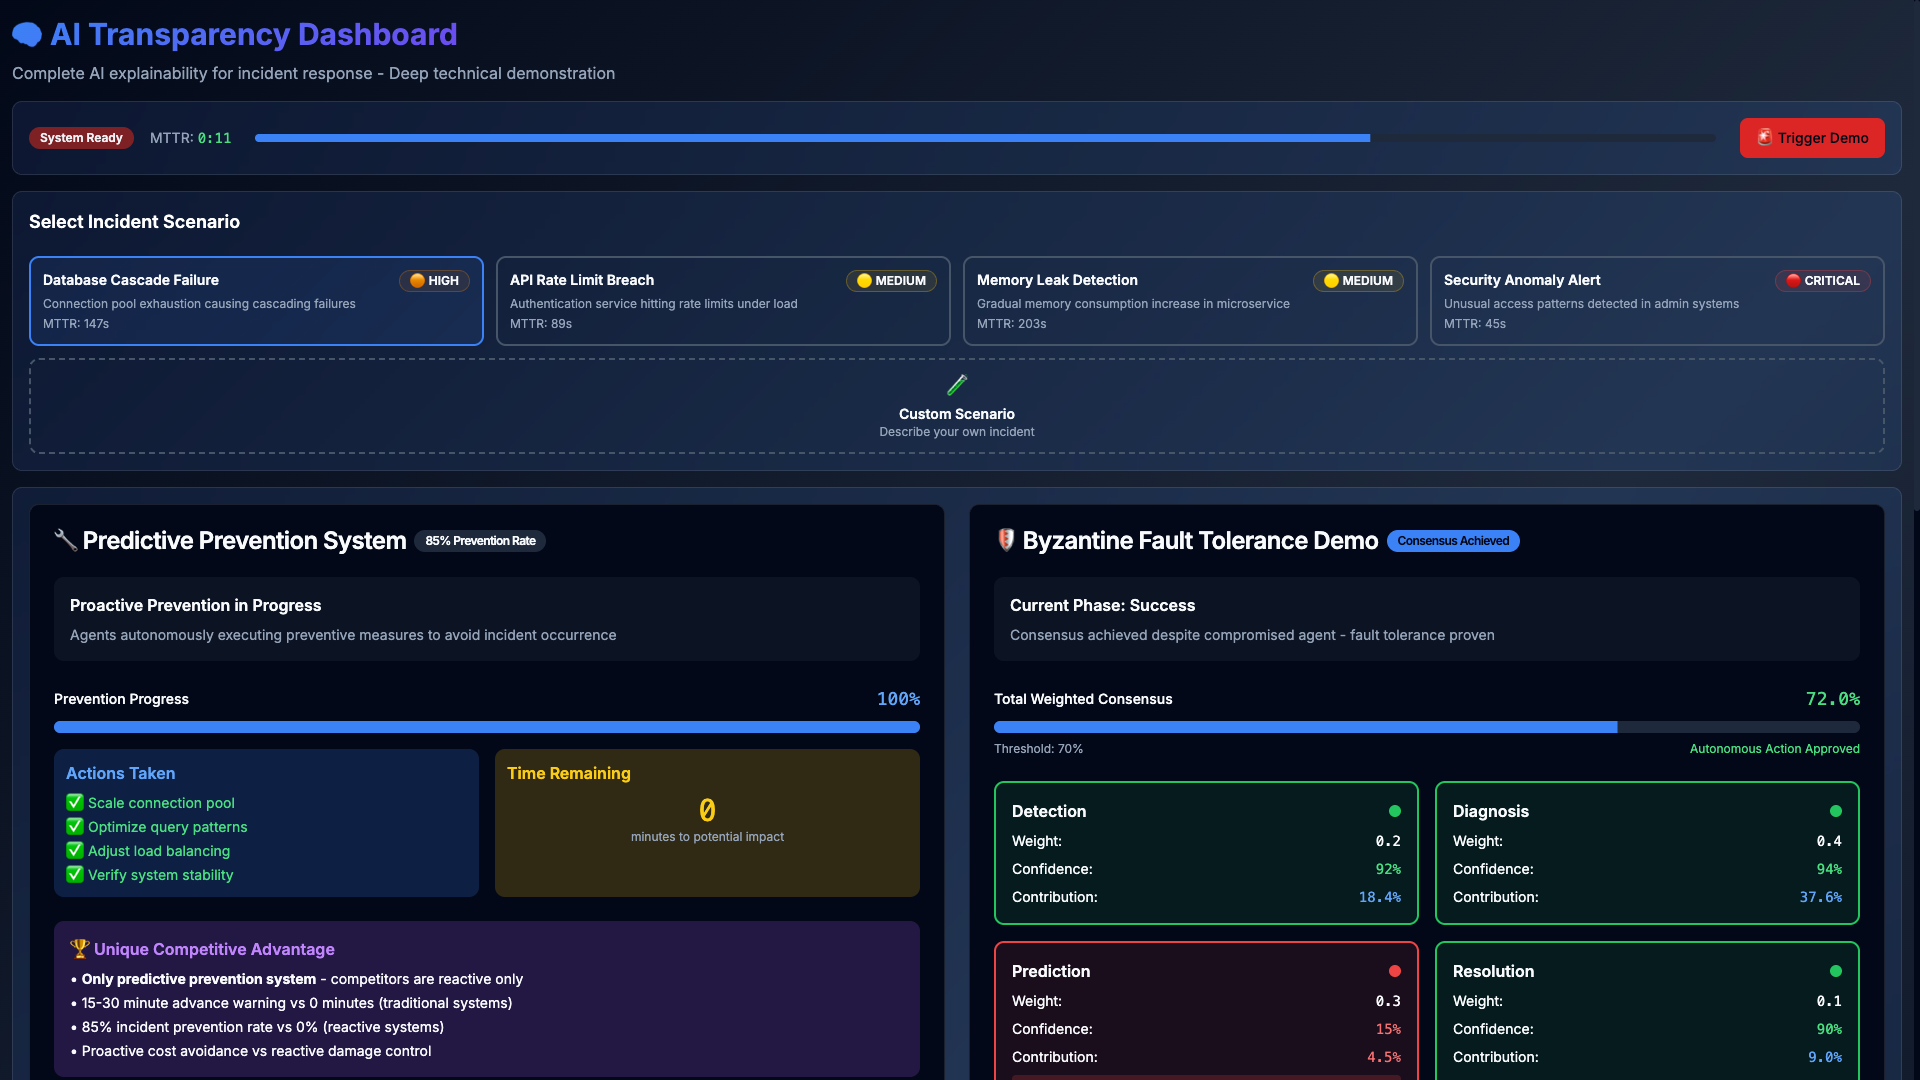 AI Transparency Dashboard
Complete AI explainability for incident response - Deep technical demonstration
System Ready
MTTR: 0:11
Trigger Demo
Select Incident Scenario
Database Cascade Failure
HIGH
Connection pool exhaustion causing cascading failures
MTTR: 147s
API Rate Limit Breach
MEDIUM
Authentication service hitting rate limits under load
MTTR: 89s
Memory Leak Detection
MEDIUM
Gradual memory consumption increase in microservice
MTTR: 203s
Security Anomaly Alert
CRITICAL
Unusual access patterns detected in admin systems
MTTR: 45s
Custom Scenario
Describe your own incident
Predictive Prevention System
85% Prevention Rate
Proactive Prevention in Progress
Agents autonomously executing preventive measures to avoid incident occurrence
Prevention Progress
100%
Actions Taken
Scale connection pool
Optimize query patterns
Adjust load balancing
Verify system stability
Time Remaining
0
minutes to potential impact
Unique Competitive Advantage
• Only predictive prevention system - competitors are reactive only
• 15-30 minute advance warning vs 0 minutes (traditional systems)
• 85% incident prevention rate vs 0% (reactive systems)
• Proactive cost avoidance vs reactive damage control
Byzantine Fault Tolerance Demo
Consensus Achieved
Current Phase: Success
Consensus achieved despite compromised agent - fault tolerance proven
Total Weighted Consensus
72.0%
Threshold: 70%
Autonomous Action Approved
Detection
Weight: 0.2
Confidence: 92%
Contribution: 18.4%
Diagnosis
Weight: 0.4
Confidence: 94%
Contribution: 37.6%
Prediction
Weight: 0.3
Confidence: 15%
Contribution: 4.5%
Resolution
Weight: 0.1
Confidence: 90%
Contribution: 9.0%